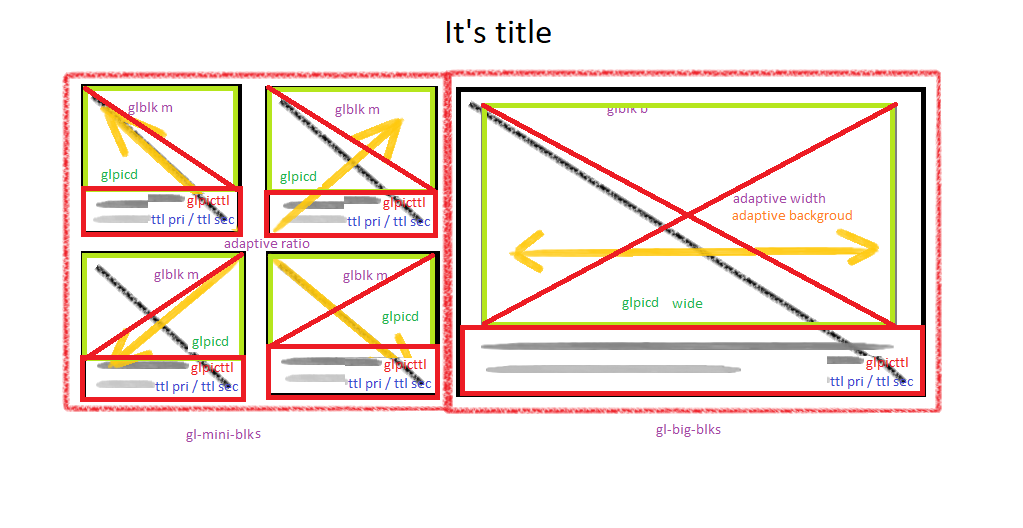 It's title
glblk m
glblk m
glblk b
glpicd
glpicd
glpicttl
ttl pri / ttl sec
glpicttl
ttl pri / ttl sec
adaptive width
adaptive backgroud
adaptive ratio
glblk m
glblk m
glpicd wide
glpicd
glpicd
glpicttl
ttl pri / ttl sec
glpicttl
ttl pri / ttl sec
glpicttl
ttl pri / ttl sec
gl-mini-blks
gl-big-blks